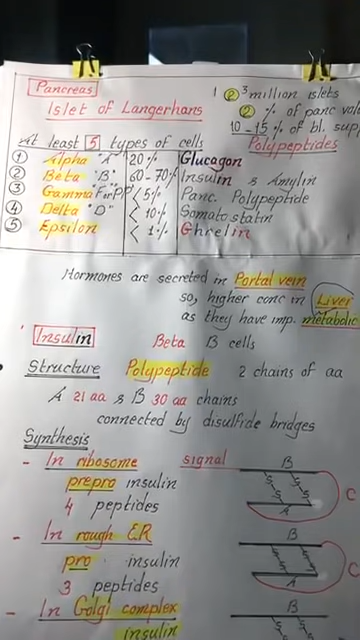 Pancreas
Islet of Langerhans
1 - 3 million islets
2 % of panc
10 - 15 % of bl. supp
At least 5 types of cells
Polypeptides
1 Alpha "A" 20 % Glucagon
2 Beta "B" 60 - 70 % Insulin & Amylin
3 Gamma "F or PP" < 5 % Panc. Polypeptide
4 Delta "D" < 10 % Somatostatin
5 Epsilon < 1 % Ghrelin
Hormones are secreted in Portal vein
so, higher conc in Liver
as they have imp. metabolic
Insulin Beta B cells
Structure Polypeptide 2 chains of aa
A 21 aa & B 30 aa chains
connected by disulfide bridges
Synthesis
- In ribosome signal B
prepro insulin S S S S
4 peptides A C
- In rough E.R B
pro insulin
3 peptides A C
- In Golgi complex B
insulin